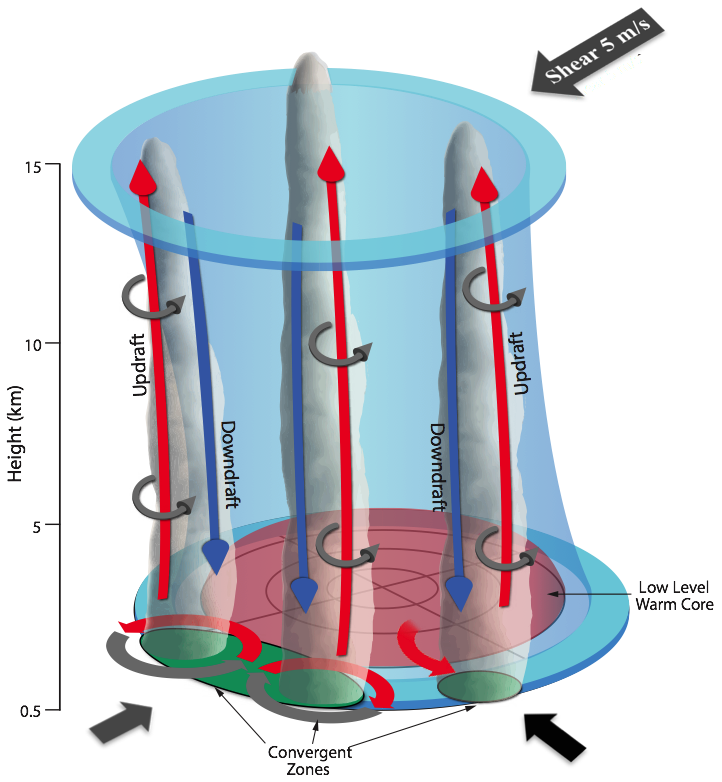 Shear 5 m/s
15
10
5
0.5
Height (km)
Updraft
Downdraft
Downdraft
Updraft
Low Level
Warm Core
Convergent
Zones